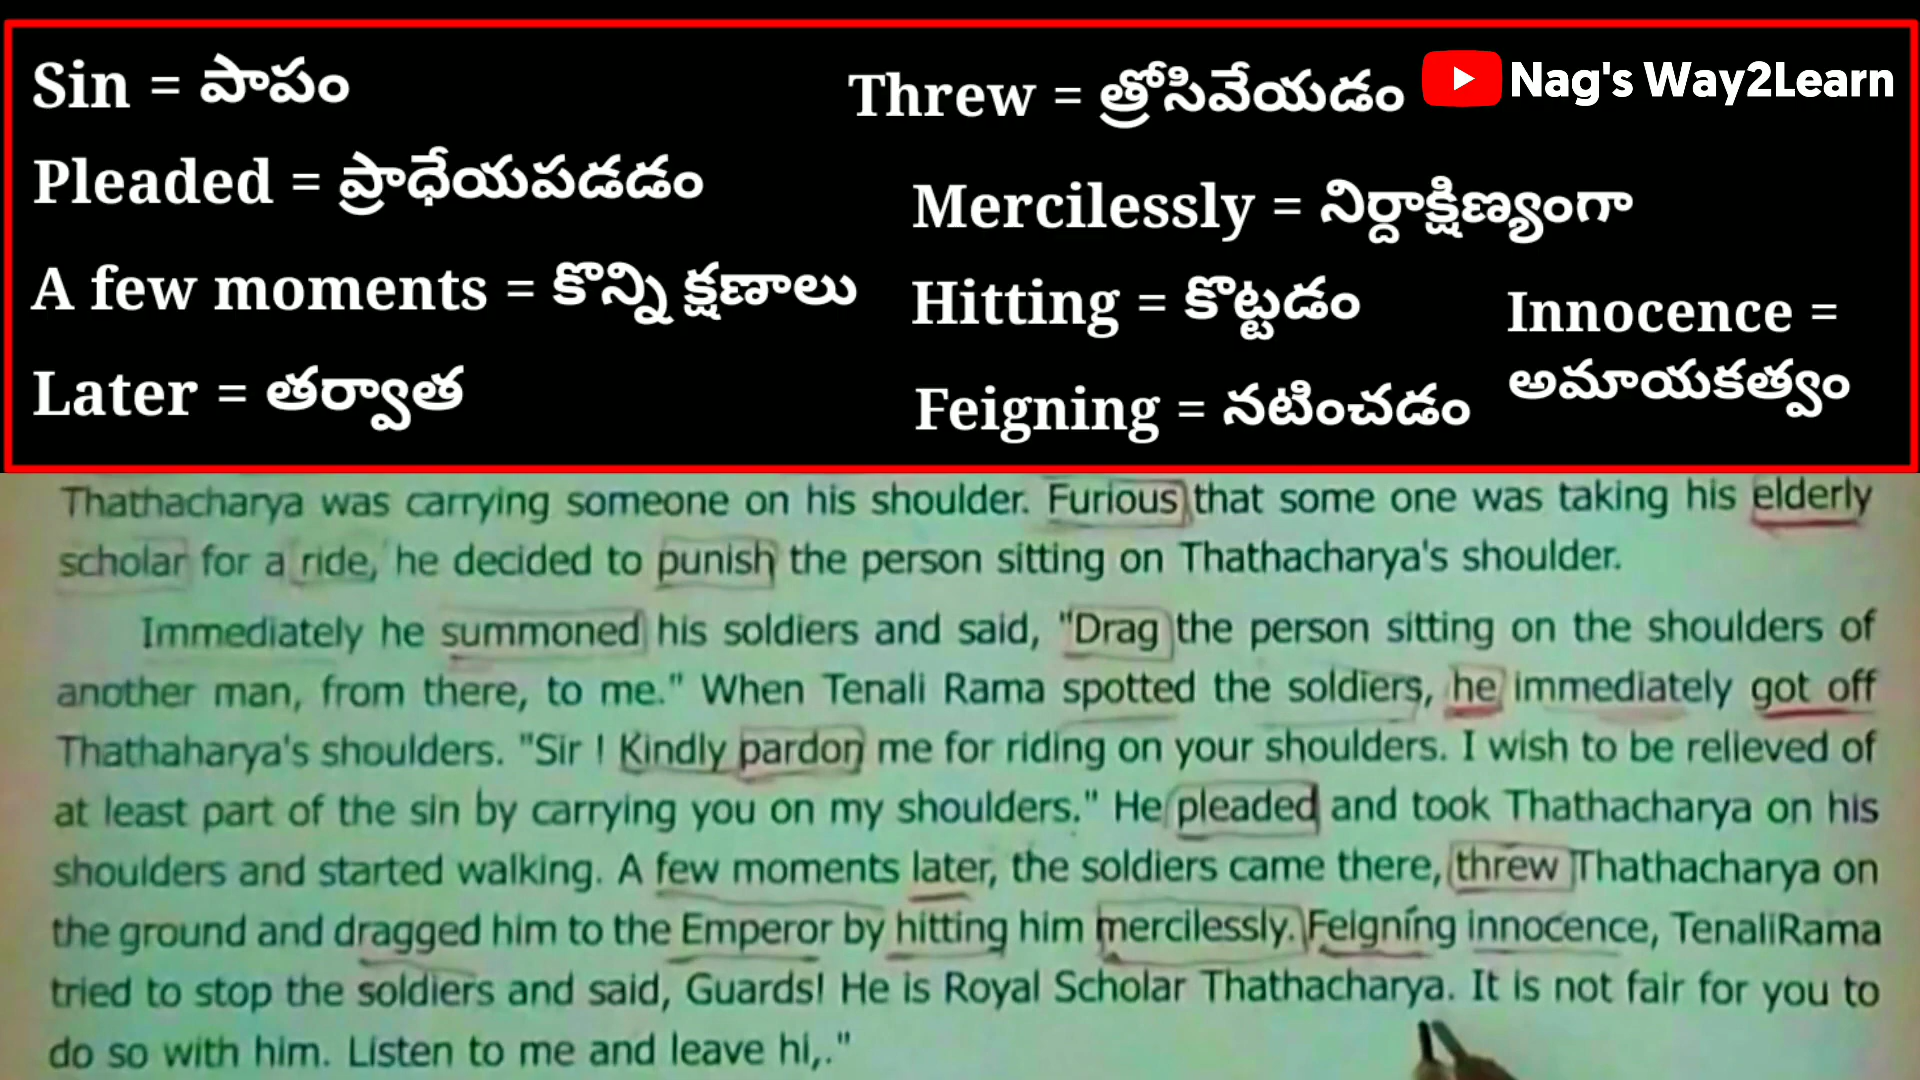 Sin = పాపం
Threw = త్రోసివేయడం
Nag's Way2Learn
Pleaded = ప్రాధేయపడడం
Mercilessly = నిర్దాక్షిణ్యంగా
A few moments = కొన్ని క్షణాలు
Hitting = కొట్టడం
Innocence =
అమాయకత్వం
Later = తర్వాత
Feigning = నటించడం
Thathacharya was carrying someone on his shoulder. Furious that some one was taking his elderly
scholar for a ride, he decided to punish the person sitting on Thathacharya's shoulder.
Immediately he summoned his soldiers and said, "Drag the person sitting on the shoulders of
another man, from there, to me." When Tenali Rama spotted the soldiers, he immediately got off
Thathaharya's shoulders. "Sir ! Kindly pardon me for riding on your shoulders. I wish to be relieved of
at least part of the sin by carrying you on my shoulders." He pleaded and took Thathacharya on his
shoulders and started walking. A few moments later, the soldiers came there, threw Thathacharya on
the ground and dragged him to the Emperor by hitting him mercilessly. Feigning innocence, TenaliRama
tried to stop the soldiers and said, Guards! He is Royal Scholar Thathacharya. It is not fair for you to
do so with him. Listen to me and leave hi,."